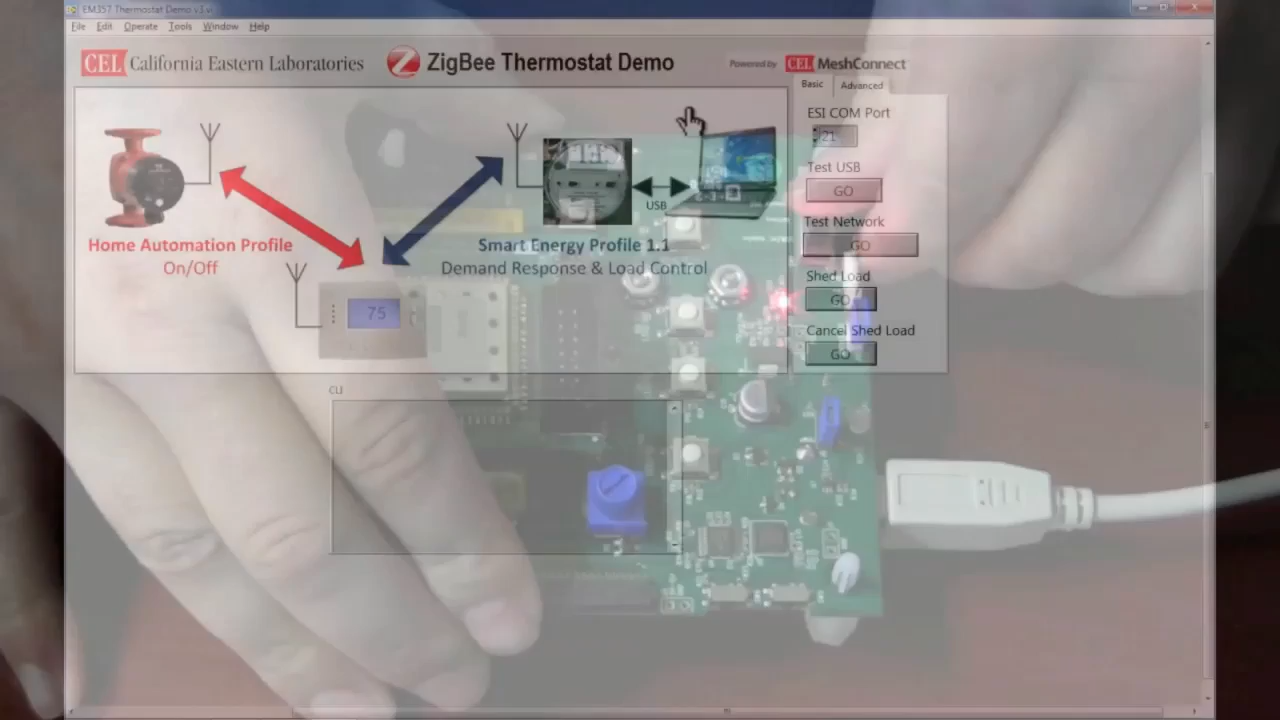 EM357 Thermostat Demo v3.vi
File Edit Operate Tools Window Help
CEL California Eastern Laboratories
ZigBee Thermostat Demo
Powered by CEL MeshConnect
Basic Advanced
ESI COM Port
21
Test USB
GO
Test Network
GO
Shed Load
GO
Cancel Shed Load
GO
USB
Home Automation Profile
On/Off
Smart Energy Profile 1.1
Demand Response & Load Control
75
CLI